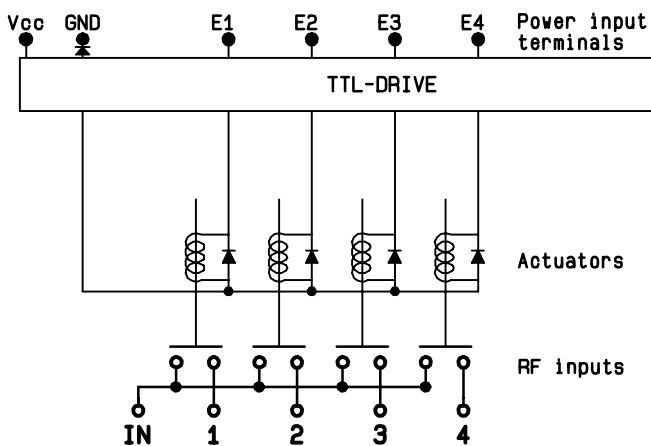 Vcc GND E1 E2 E3 E4 Power input
terminals
TTL-DRIVE
Actuators
RF inputs
IN 1 2 3 4